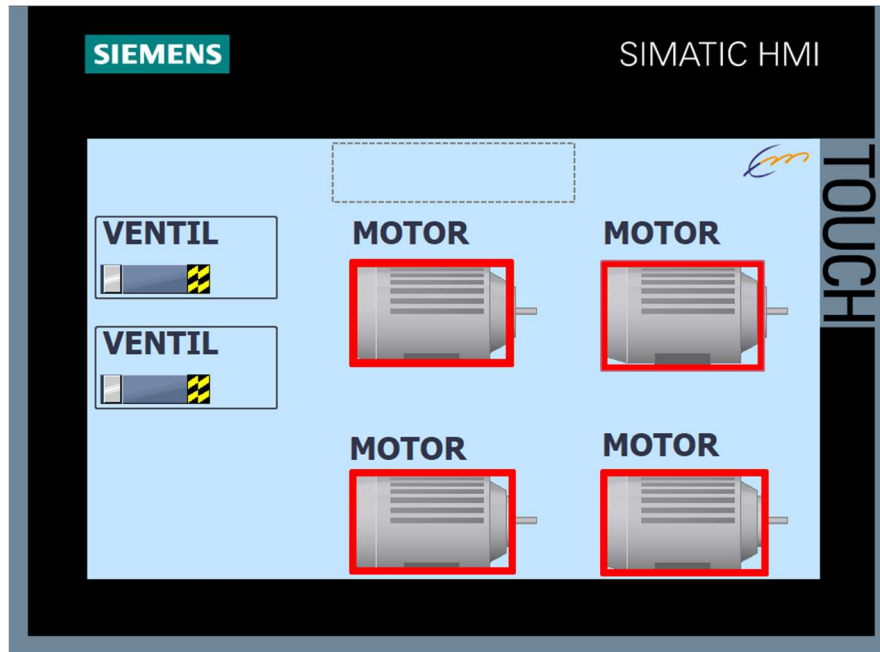 SIEMENS
SIMATIC HMI
TOUCH
VENTIL
MOTOR
MOTOR
VENTIL
MOTOR
MOTOR